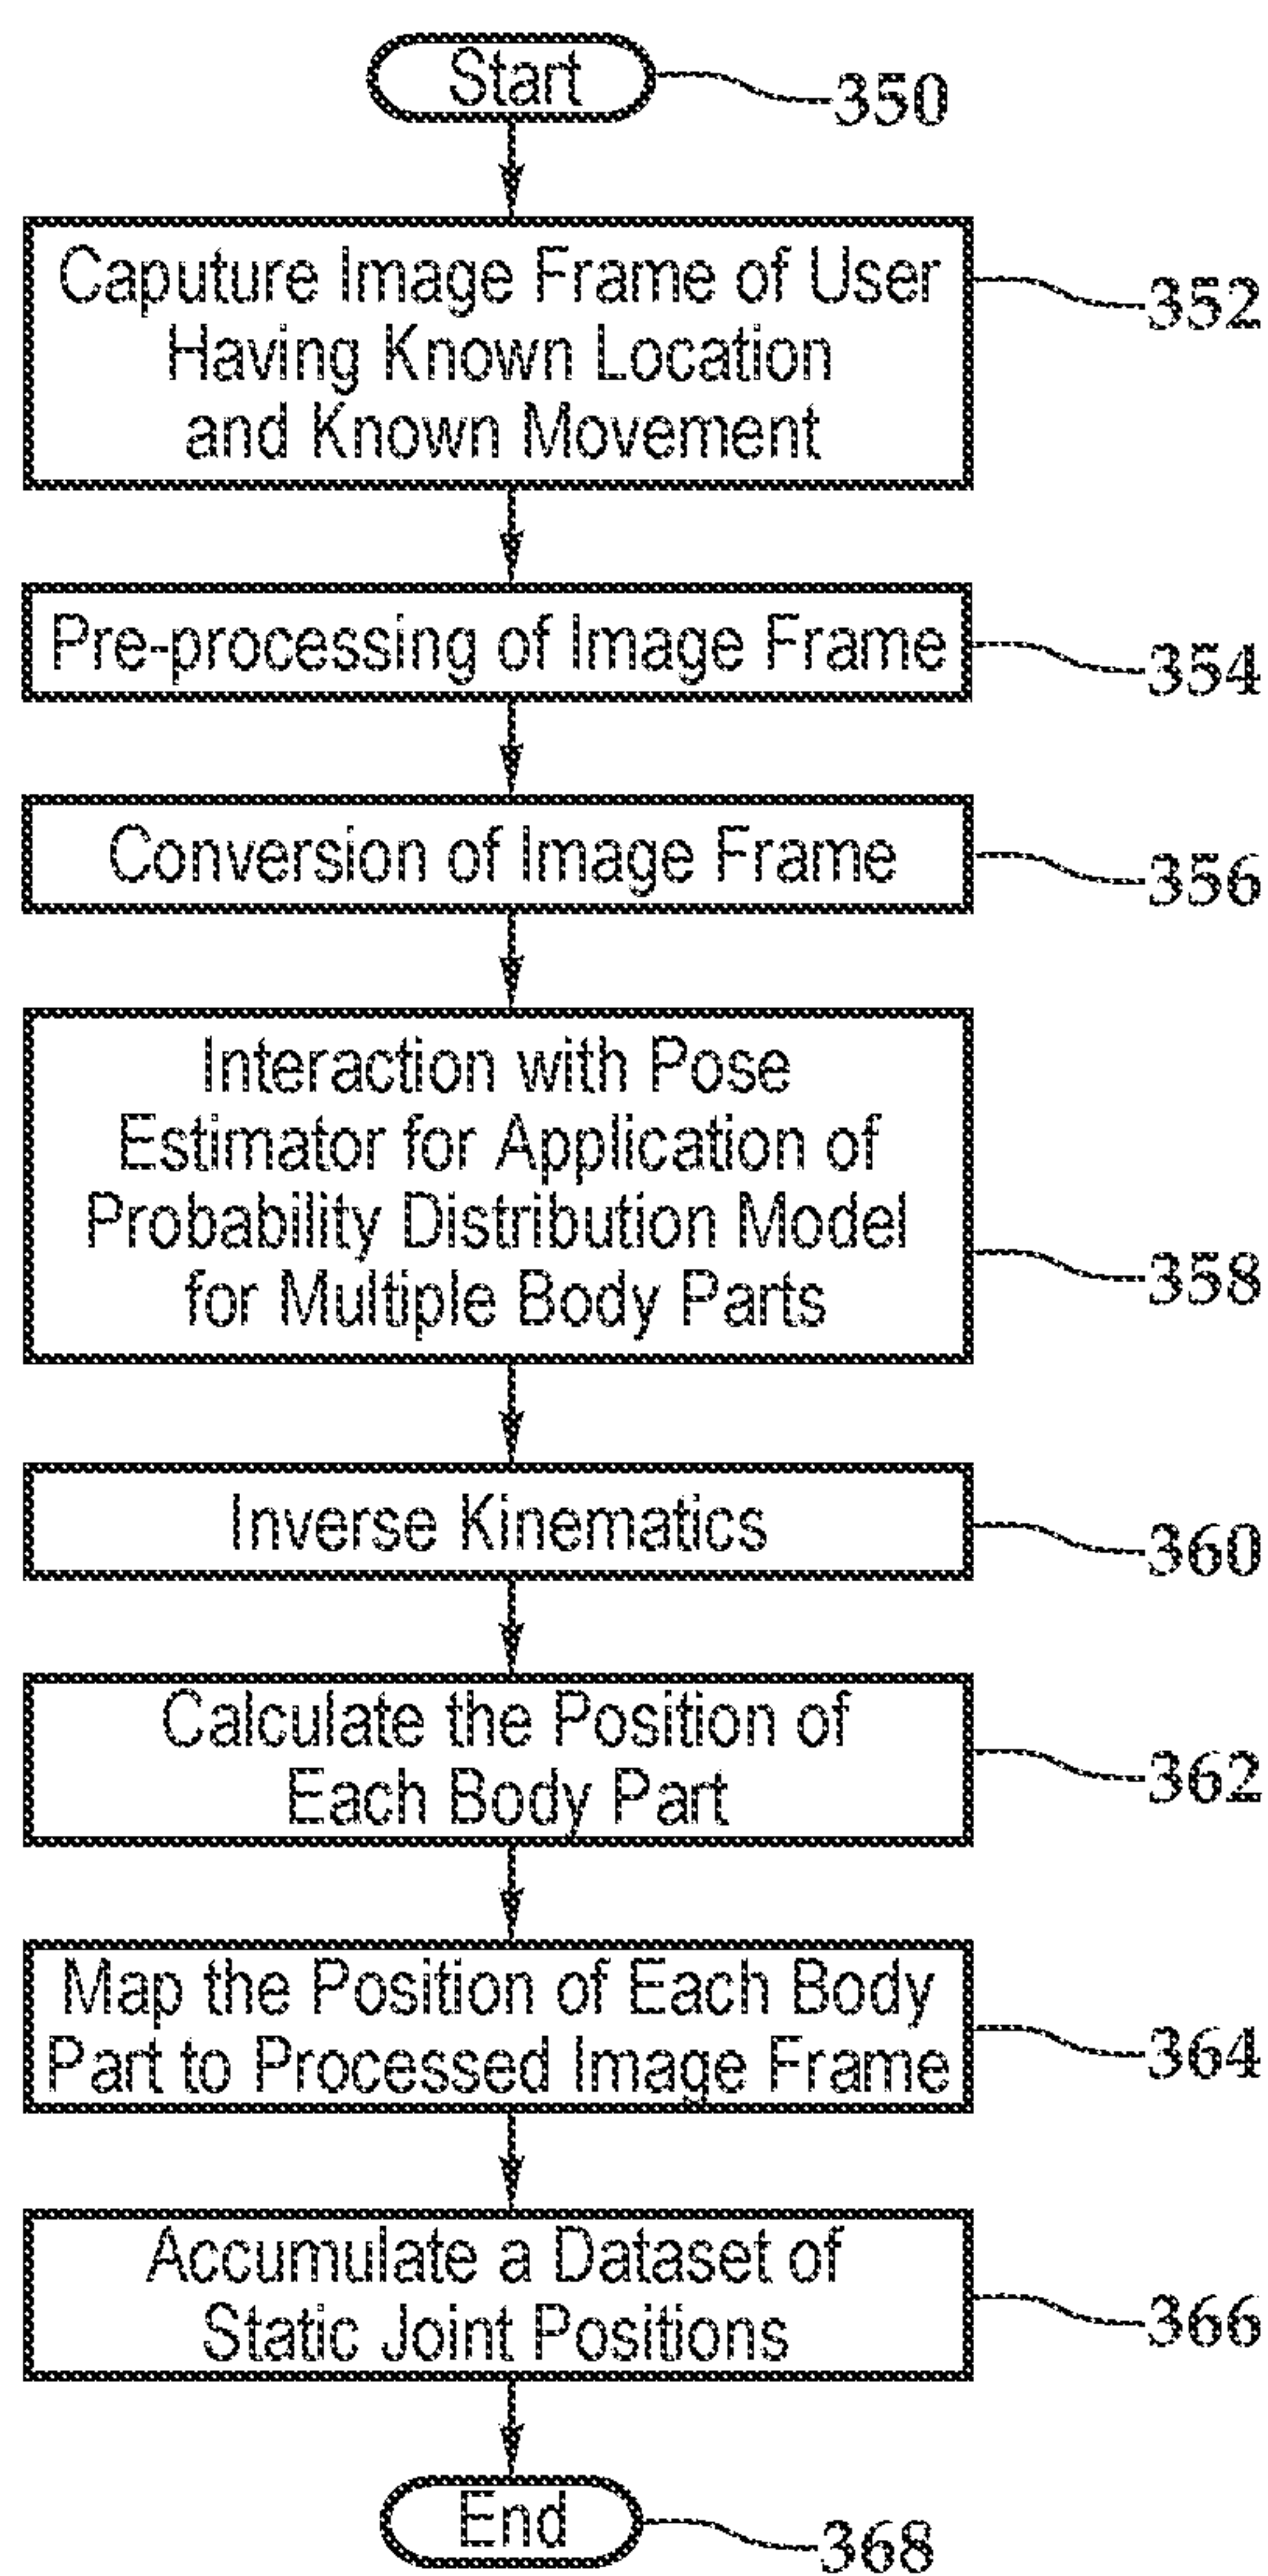 Start
350
Caputure Image Frame of User
Having Known Location
and Known Movement
352
Pre-processing of Image Frame
354
Conversion of Image Frame
356
Interaction with Pose
Estimator for Application of
Probability Distribution Model
for Multiple Body Parts
358
Inverse Kinematics
360
Calculate the Position of
Each Body Part
362
Map the Position of Each Body
Part to Processed Image Frame
364
Accumulate a Dataset of
Static Joint Positions
366
End
368